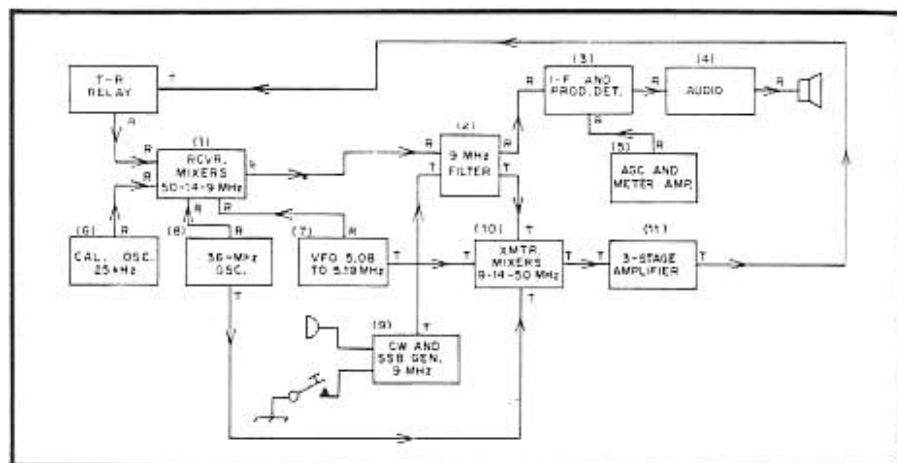 T-R
RELAY
T
R
(1)
R
RCVR.
MIXERS
50-14-9 MHz
R
R
R
R
(2)
R
R
9 MHz
FILTER
T
T
(3)
I-F AND
PROD. DET.
R
R
(4)
R
AUDIO
R
(5)
R
AGC AND
METER AMP.
(6)
R
CAL. OSC.
25 kHz
(8)
R
36-MHz
OSC.
T
(7)
R
VFO 5.08
TO 5.19 MHz
T
(10)
T
T
XMTR.
MIXERS
9-14-50 MHz
T
T
(11)
T
3-STAGE
AMPLIFIER
T
(9)
T
CW AND
SSB GEN.
9 MHz